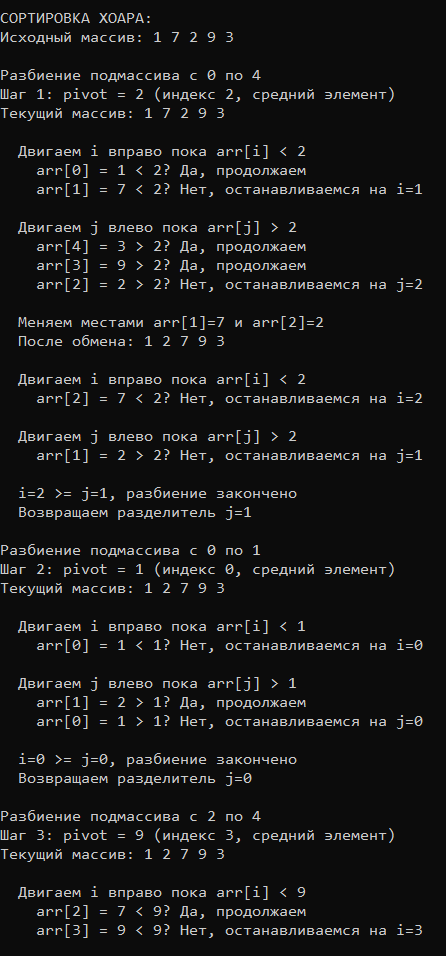 СОРТИРОВКА ХОАРА:
Исходный массив: 1 7 2 9 3
Разбиение подмассива с 0 по 4
Шаг 1: pivot = 2 (индекс 2, средний элемент)
Текущий массив: 1 7 2 9 3
Двигаем i вправо пока arr[i] < 2
arr[0] = 1 < 2? Да, продолжаем
arr[1] = 7 < 2? Нет, останавливаемся на i=1
Двигаем j влево пока arr[j] > 2
arr[4] = 3 > 2? Да, продолжаем
arr[3] = 9 > 2? Да, продолжаем
arr[2] = 2 > 2? Нет, останавливаемся на j=2
Меняем местами arr[1]=7 и arr[2]=2
После обмена: 1 2 7 9 3
Двигаем i вправо пока arr[i] < 2
arr[2] = 7 < 2? Нет, останавливаемся на i=2
Двигаем j влево пока arr[j] > 2
arr[1] = 2 > 2? Нет, останавливаемся на j=1
i=2 >= j=1, разбиение закончено
Возвращаем разделитель j=1
Разбиение подмассива с 0 по 1
Шаг 2: pivot = 1 (индекс 0, средний элемент)
Текущий массив: 1 2 7 9 3
Двигаем i вправо пока arr[i] < 1
arr[0] = 1 < 1? Нет, останавливаемся на i=0
Двигаем j влево пока arr[j] > 1
arr[1] = 2 > 1? Да, продолжаем
arr[0] = 1 > 1? Нет, останавливаемся на j=0
i=0 >= j=0, разбиение закончено
Возвращаем разделитель j=0
Разбиение подмассива с 2 по 4
Шаг 3: pivot = 9 (индекс 3, средний элемент)
Текущий массив: 1 2 7 9 3
Двигаем i вправо пока arr[i] < 9
arr[2] = 7 < 9? Да, продолжаем
arr[3] = 9 < 9? Нет, останавливаемся на i=3